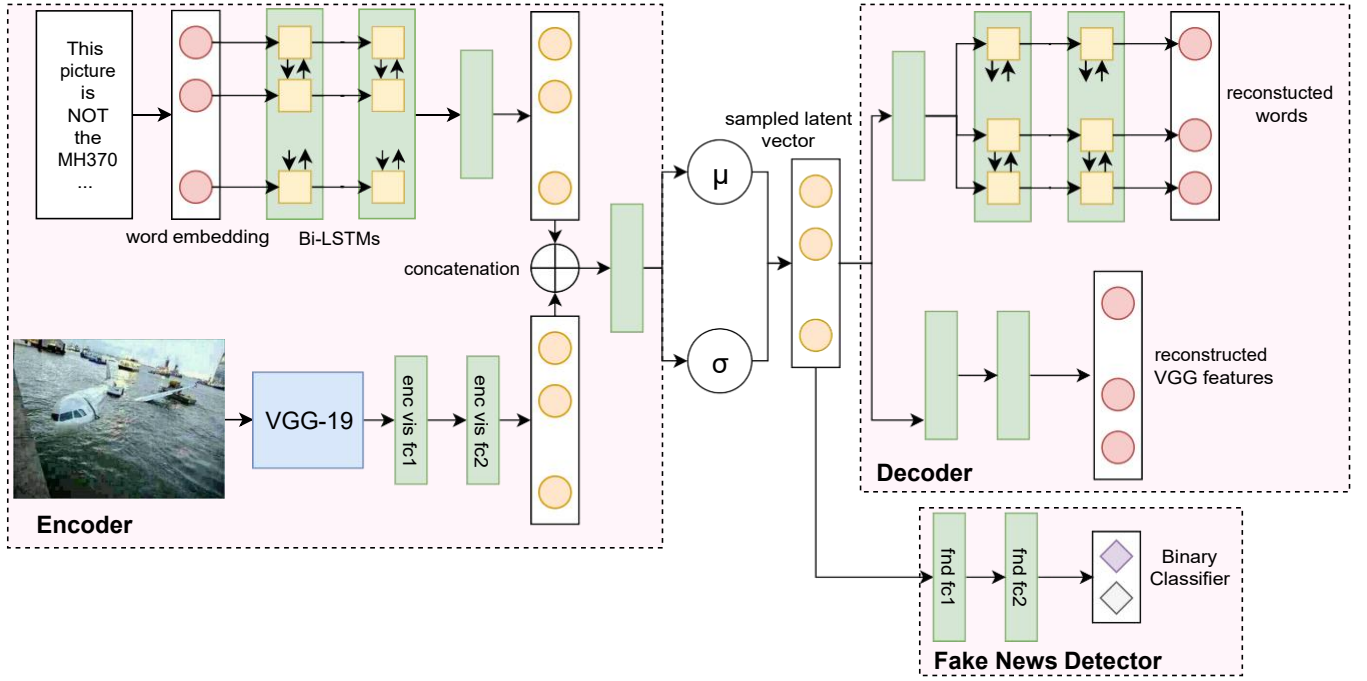 This
picture
is
NOT
the
MH370
...
word embedding
Bi-LSTMs
concatenation
VGG-19
enc vis fc1
enc vis fc2
Encoder
μ
σ
sampled latent
vector
reconstucted
words
reconstructed
VGG features
Decoder
fnd fc1
fnd fc2
Binary
Classifier
Fake News Detector